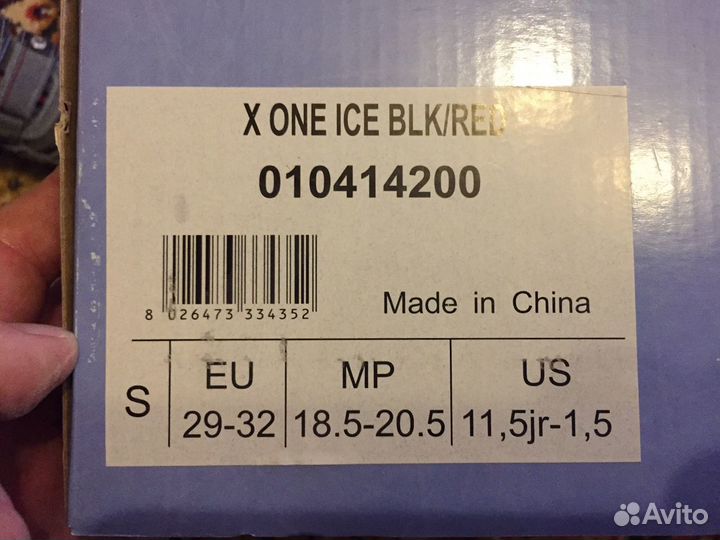 X ONE ICE BLK/RED
010414200
8 026473 334352
Made in China
S
EU
29-32
MP
18.5-20.5
US
11,5jr-1,5
Avito